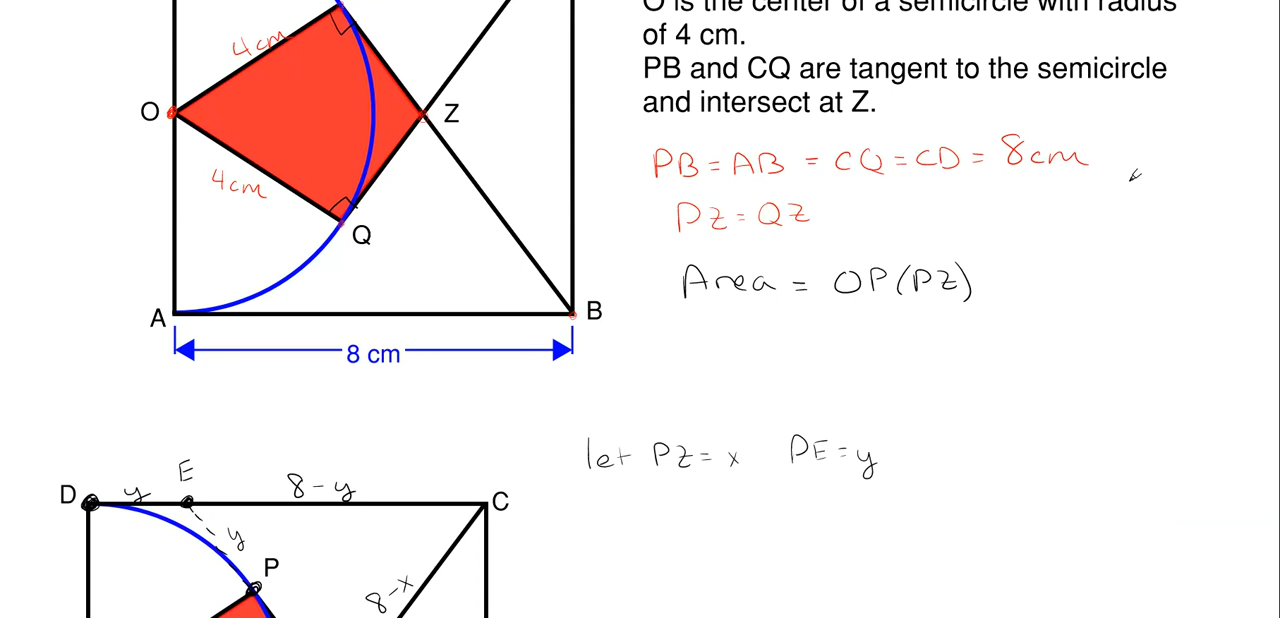 O is the center of a semicircle with radius
of 4 cm.
PB and CQ are tangent to the semicircle
and intersect at Z.
4cm
O
Z
4cm
Q
A
B
8 cm
PB = AB = CQ = CD = 8cm
PZ = QZ
Area = OP(PZ)
let PZ = x PE = y
D
y
E
8 - y
C
y
P
8 - x